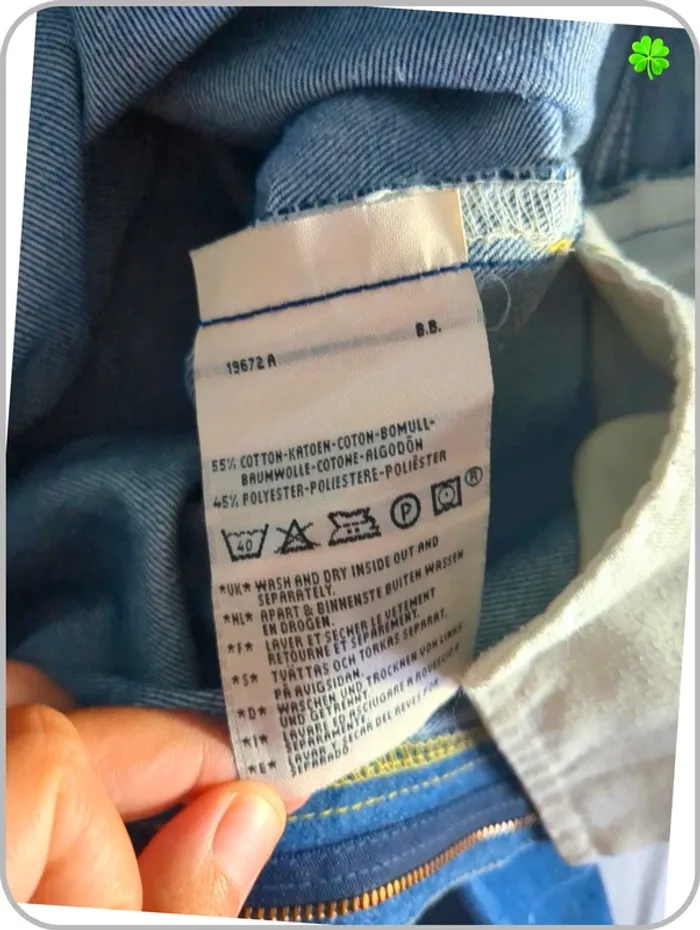 B.B.
19672 A
55% COTTON-KATOEN-COTON-BOMULL-
BAUMWOLLE-COTONE-ALGODÓN
45% POLYESTER-POLIESTERE-POLIËSTER
40 P ®
*UK* WASH AND DRY INSIDE OUT AND
SEPARATELY.
*NL* APART & BINNENSTE BUITEN WASSEN
EN DROGEN.
*F* LAVER ET SECHER LE VETEMENT
RETOURNE ET SEPAREMENT.
*S* TVÄTTAS OCH TORKAS SEPARAT,
PÅ AVIGSIDAN.
*D* WASCHEN UND TROCKNEN VON LINKS
UND GETRENNT.
*I* LAVARE ED ASCIUGARE A ROVESCIO E
SEPARAMENTE.
*E* LAVAR Y SECAR DEL REVES POR
SEPARADO.